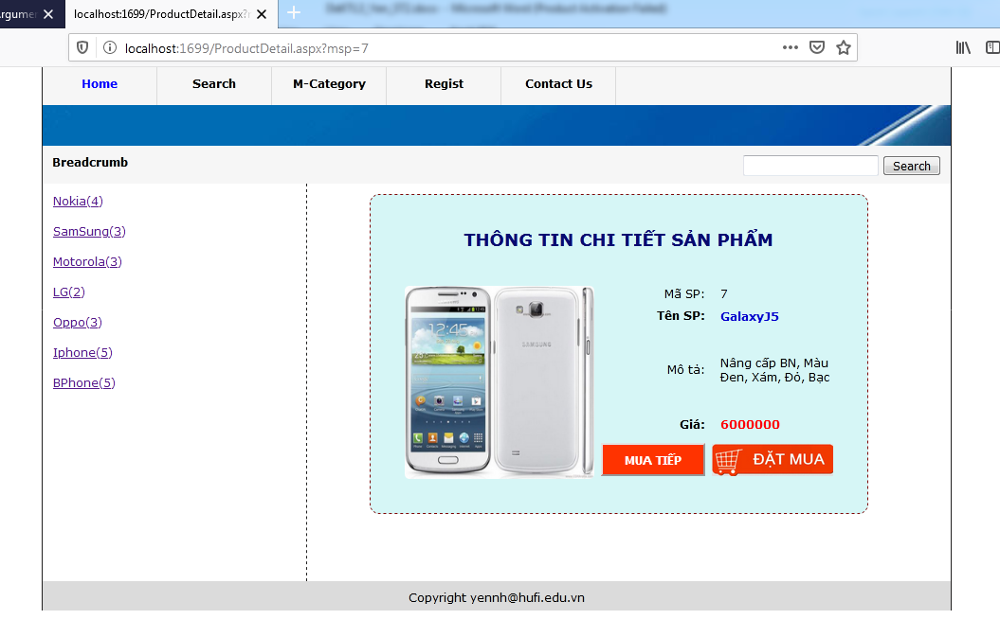 localhost:1699/ProductDetail.aspx?
localhost:1699/ProductDetail.aspx?msp=7
Home Search M-Category Regist Contact Us
Breadcrumb
Search
Nokia(4)
SamSung(3)
Motorola(3)
LG(2)
Oppo(3)
Iphone(5)
BPhone(5)
THÔNG TIN CHI TIẾT SẢN PHẨM
Mã SP: 7
Tên SP: GalaxyJ5
Mô tả: Nâng cấp BN, Màu
Đen, Xám, Đỏ, Bạc
Giá: 6000000
MUA TIẾP ĐẶT MUA
12:45
SAMSUNG
Copyright yennh@hufi.edu.vn